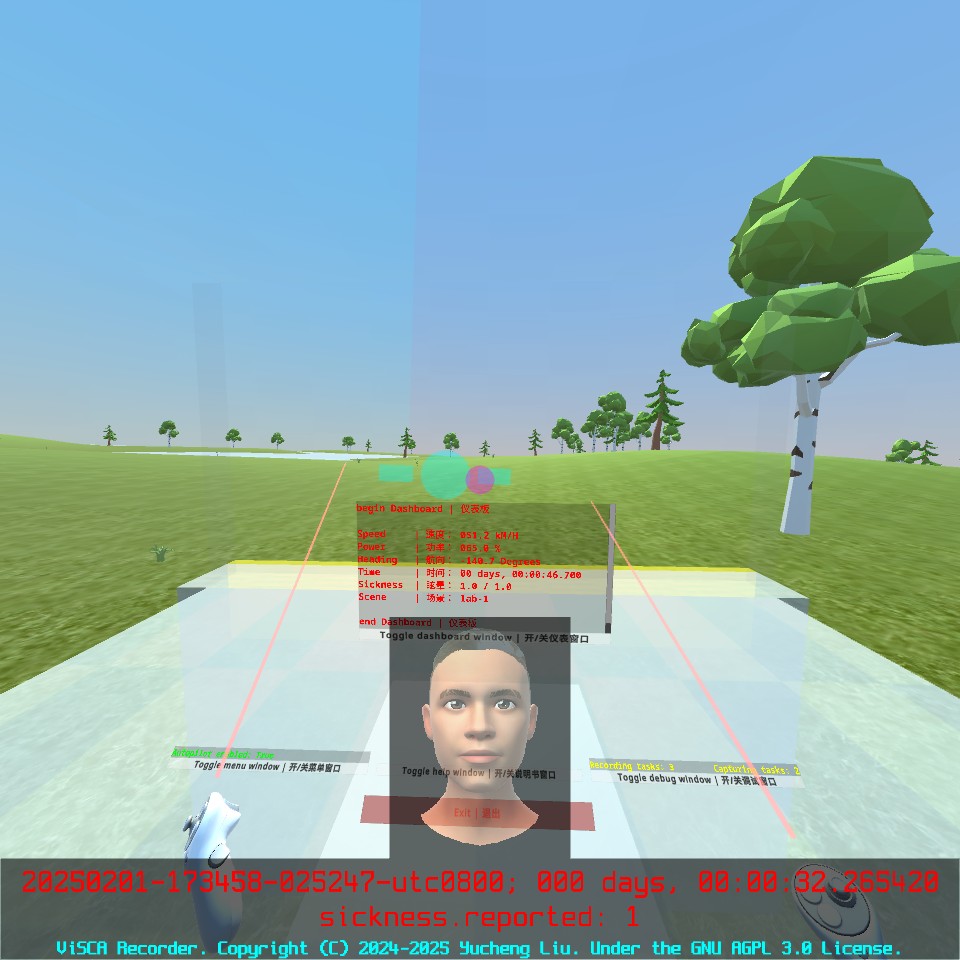 begin Dashboard | 仪表板
Speed | 速度: 051.2 kM/H
Power | 功率: 095.0 %
Heading | 航向: -140.7 Degrees
Time | 时间: 00 days, 00:00:46.700
Sickness | 眩晕: 1.0 / 1.0
Scene | 场景: lab-1
end Dashboard | 仪表板
Toggle dashboard window | 开/关仪表窗口
Autopilot enabled: True
Toggle menu window | 开/关菜单窗口
Toggle help window | 开/关说明书窗口
Recording tasks: 3 Capturing tasks: 2
Toggle debug window | 开/关调试窗口
Exit | 退出
20250201-173458-025247-utc0800; 000 days, 00:00:32.265420
sickness.reported: 1
ViSCA Recorder. Copyright (C) 2024-2025 Yucheng Liu. Under the GNU AGPL 3.0 License.